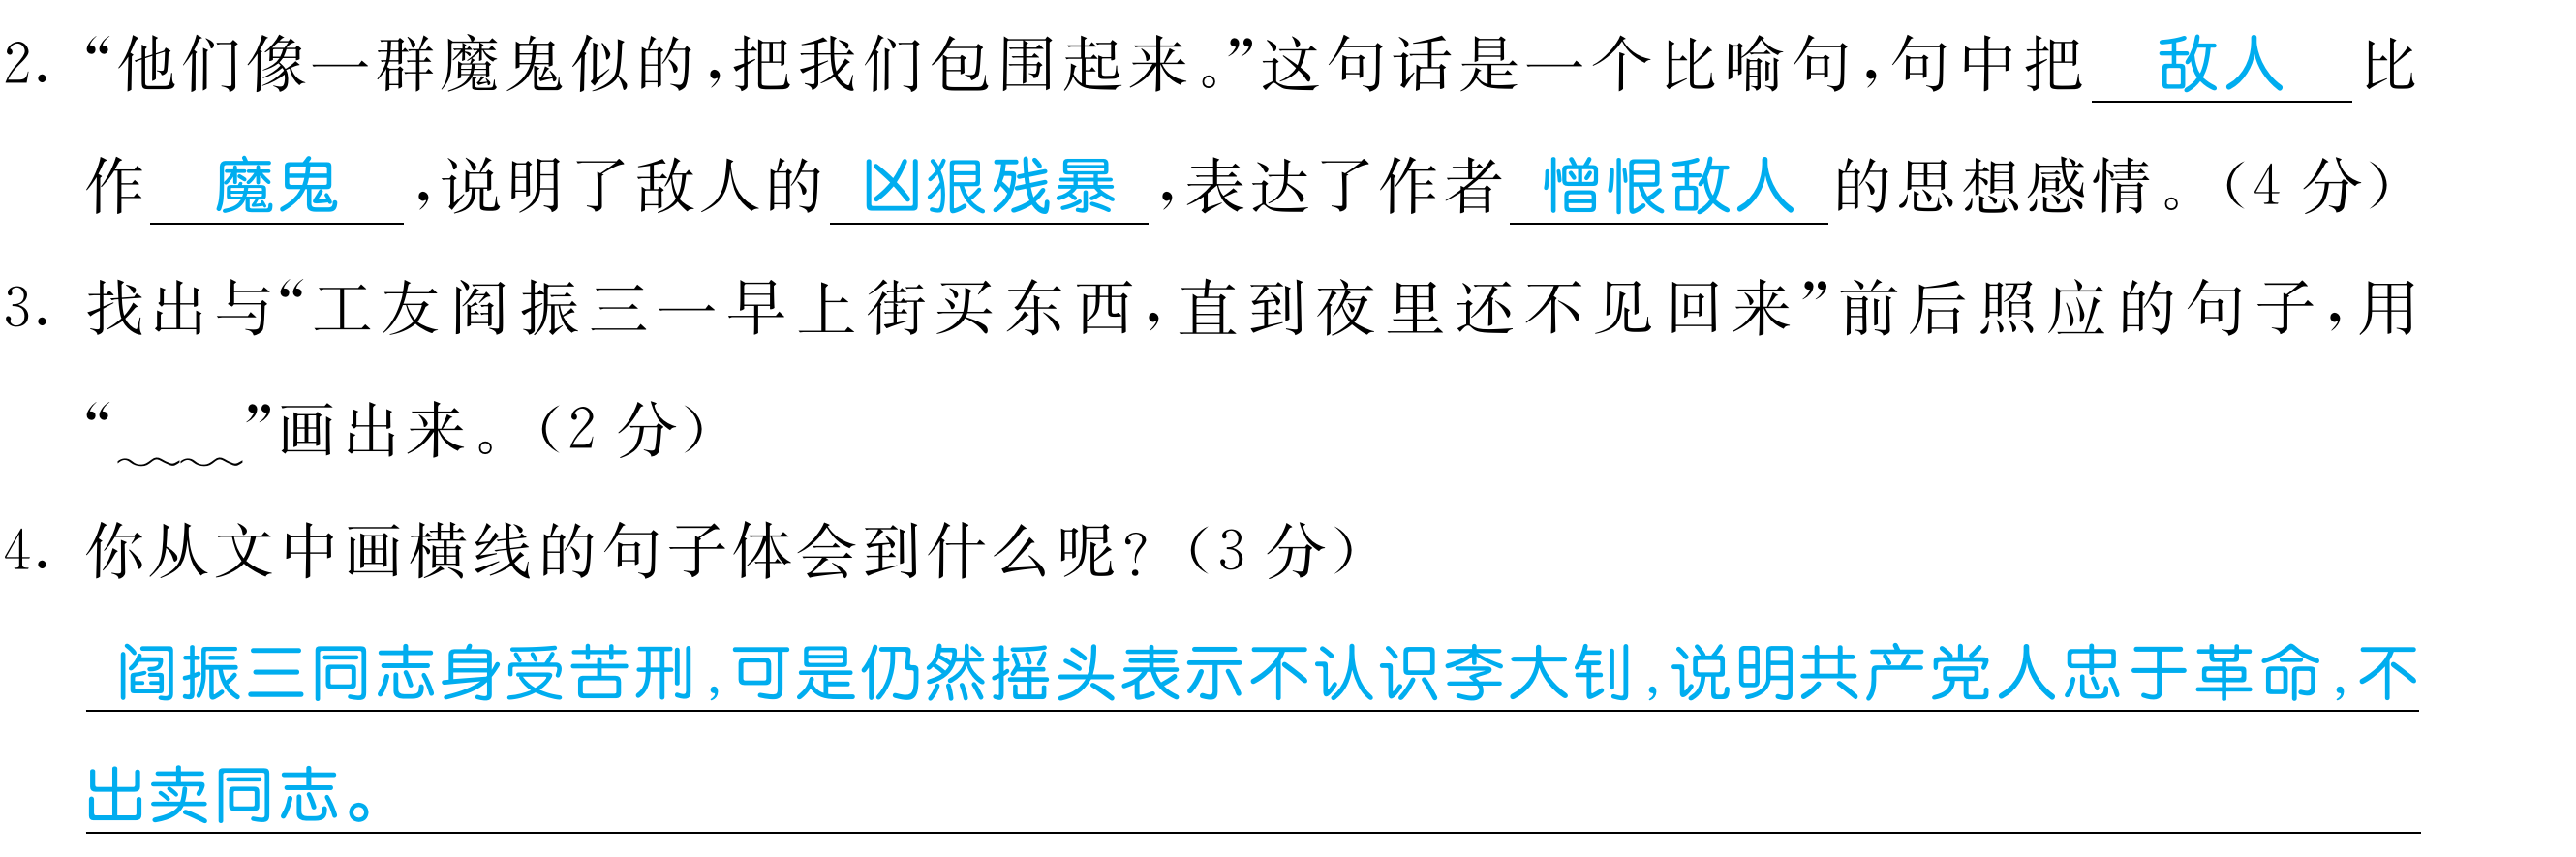 2. “他们像一群魔鬼似的,把我们包围起来。”这句话是一个比喻句,句中把 敌人 比
作 魔鬼 ,说明了敌人的 凶狠残暴 ,表达了作者 憎恨敌人 的思想感情。(4 分)
3. 找出与“工友阎振三一早上街买东西,直到夜里还不见回来”前后照应的句子,用
“﹏﹏”画出来。(2 分)
4. 你从文中画横线的句子体会到什么呢?(3 分)
阎振三同志身受苦刑,可是仍然摇头表示不认识李大钊,说明共产党人忠于革命,不
出卖同志。